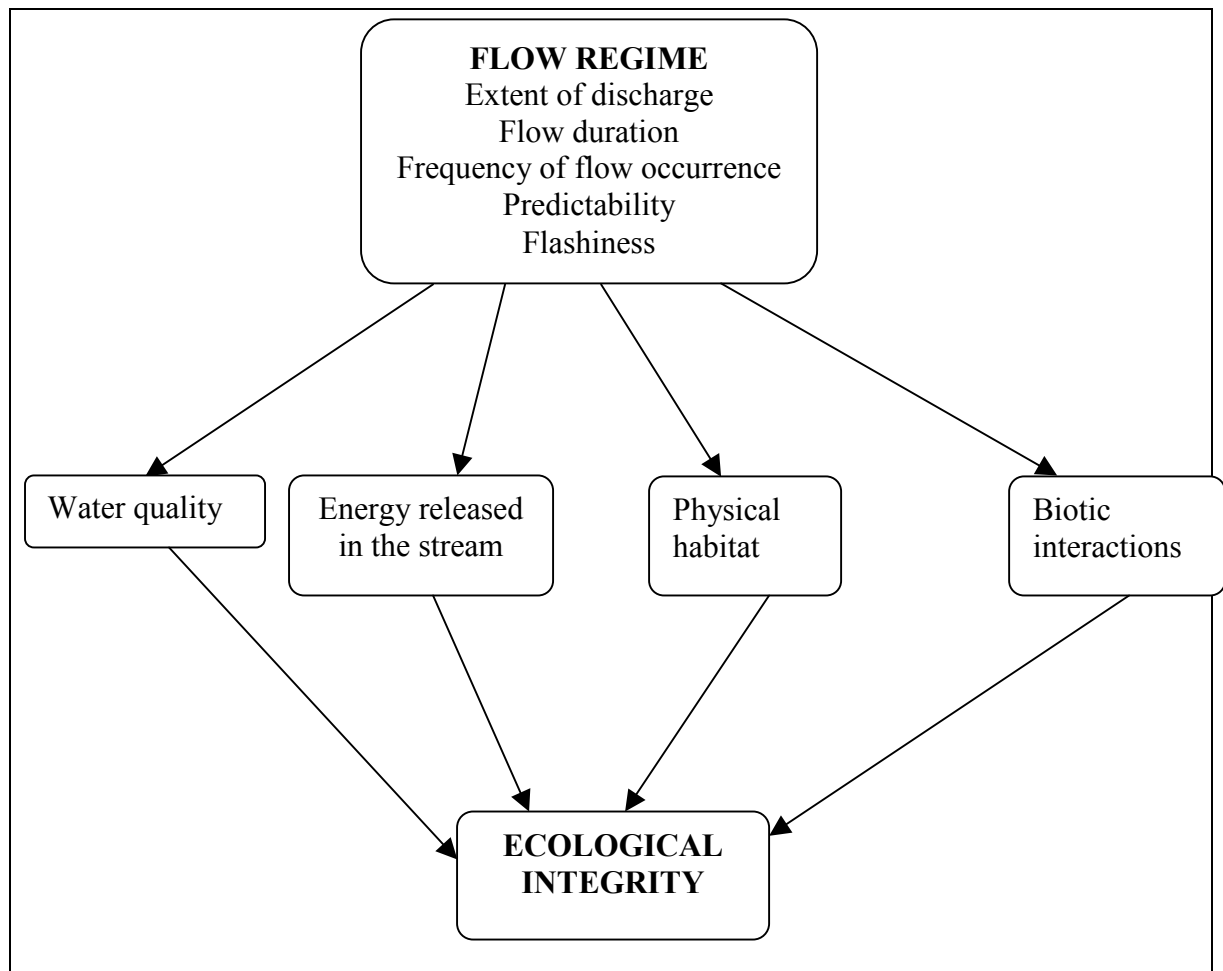 FLOW REGIME
Extent of discharge
Flow duration
Frequency of flow occurrence
Predictability
Flashiness
Water quality
Energy released
in the stream
Physical
habitat
Biotic
interactions
ECOLOGICAL
INTEGRITY